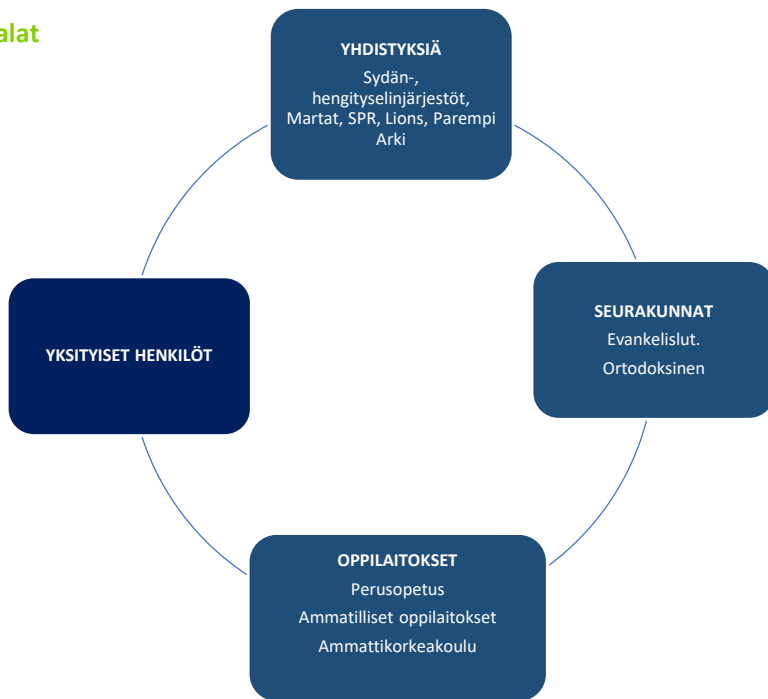 alat
YHDISTYKSIÄ
Sydän-,
hengityselinjärjestöt,
Martat, SPR, Lions, Parempi
Arki
SEURAKUNNAT
Evankelislut.
Ortodoksinen
YKSITYISET HENKILÖT
OPPILAITOKSET
Perusopetus
Ammatilliset oppilaitokset
Ammattikorkeakoulu